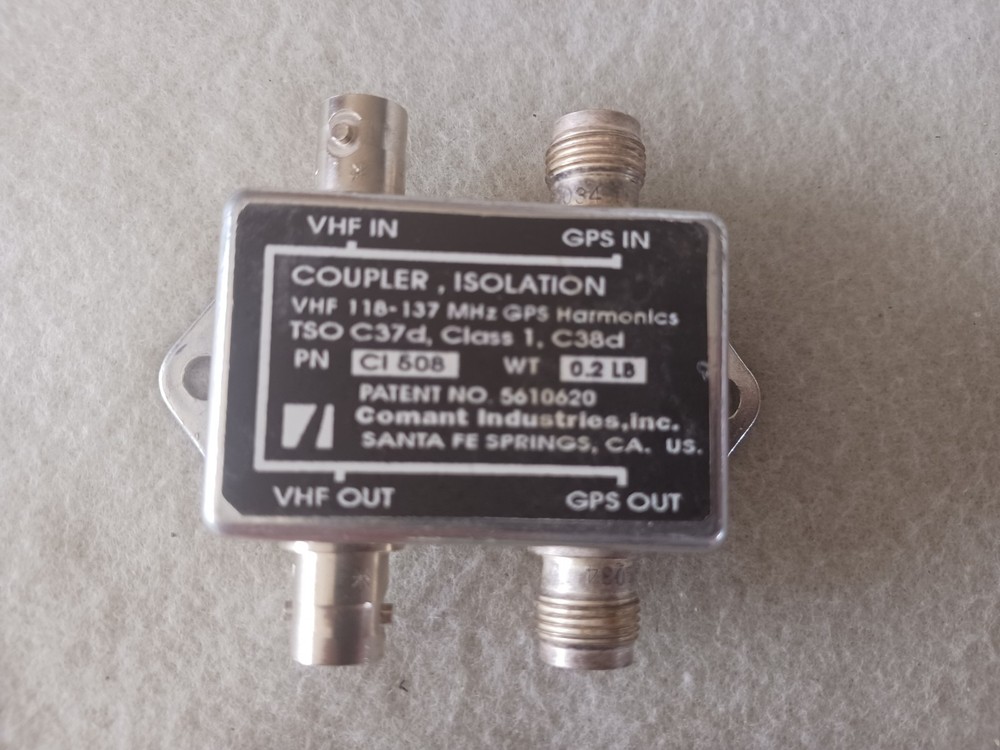 VHF IN
GPS IN
COUPLER , ISOLATION
VHF 118-137 MHz GPS Harmonics
TSO C37d, Class 1, C38d
PN CI 508 WT 0.2 LB
PATENT NO. 5610620
Comant Industries,inc.
SANTA FE SPRINGS, CA. US.
VHF OUT
GPS OUT